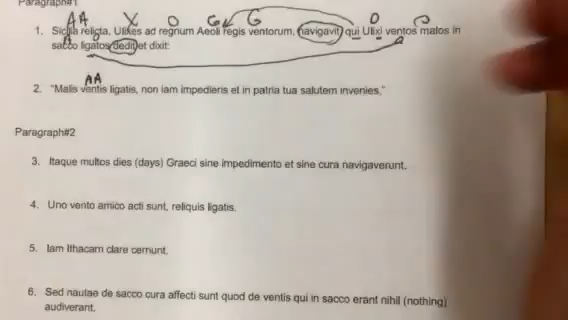 Paragraph#1
AA X O G G O
1. Sicilia relicta, Ulixes ad regnum Aeoli regis ventorum, navigavit qui Ulixi ventos malos in
sacco ligatos dedit et dixit:
AA
2. "Malis ventis ligatis, non iam impedieris et in patria tua salutem invenies."
Paragraph#2
3. Itaque multos dies (days) Graeci sine impedimento et sine cura navigaverunt.
4. Uno vento amico acti sunt, reliquis ligatis.
5. Iam Ithacam clare cernunt.
6. Sed nautae de sacco cura affecti sunt quod de ventis qui in sacco erant nihil (nothing)
audiverant.